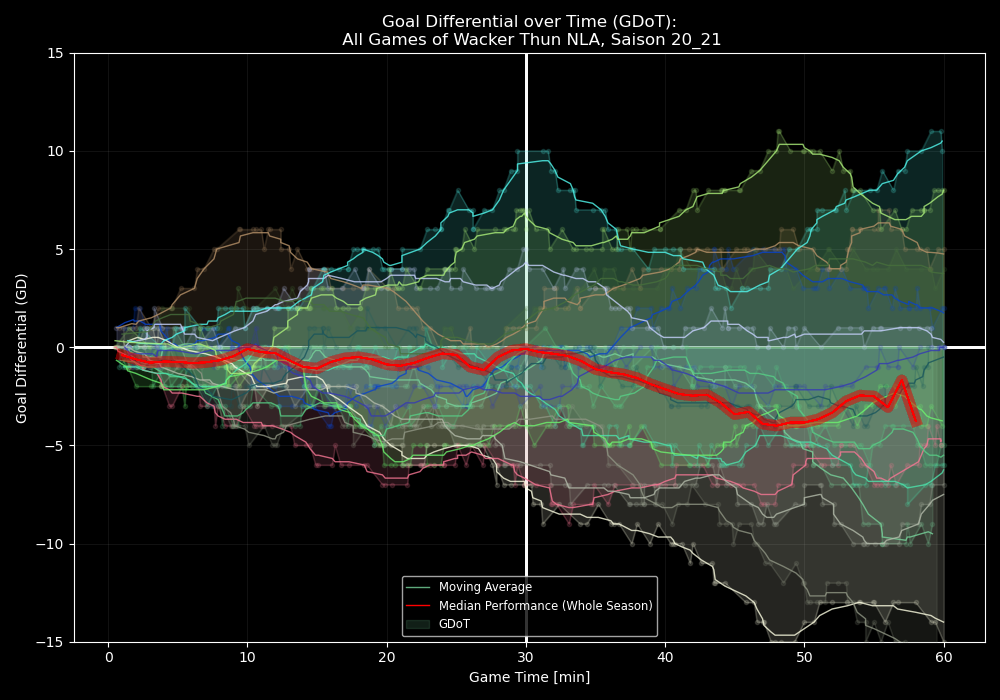 Goal Differential over Time (GDoT):
All Games of Wacker Thun NLA, Saison 20_21
15
10
5
0
−5
−10
−15
Goal Differential (GD)
Moving Average
Median Performance (Whole Season)
GDoT
0 10 20 30 40 50 60
Game Time [min]